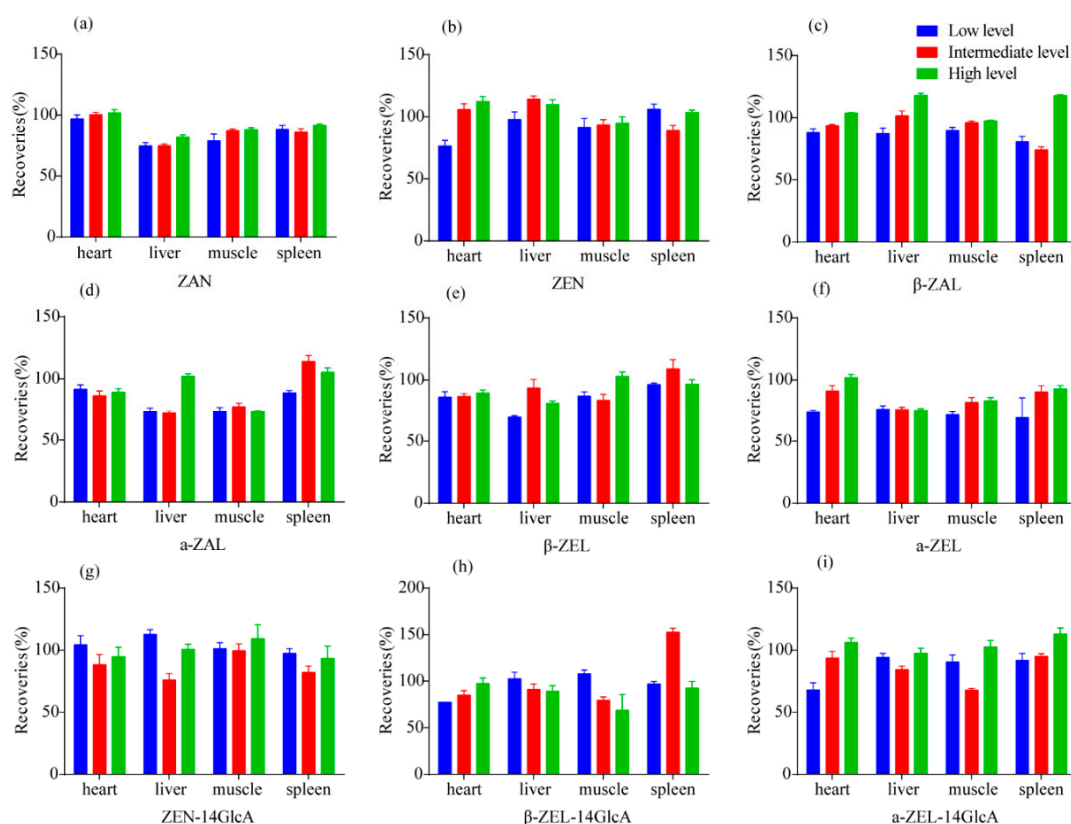 (a)
150
100
50
0
Recoveries(%)
heart liver muscle spleen
ZAN
(b)
150
100
50
0
Recoveries(%)
heart liver muscle spleen
ZEN
(c)
Low level
Intermediate level
High level
150
100
50
0
Recoveries(%)
heart liver muscle spleen
β-ZAL
(d)
150
100
50
0
Recoveries(%)
heart liver muscle spleen
a-ZAL
(e)
150
100
50
0
Recoveries(%)
heart liver muscle spleen
β-ZEL
(f)
150
100
50
0
Recoveries(%)
heart liver muscle spleen
a-ZEL
(g)
150
100
50
0
Recoveries(%)
heart liver muscle spleen
ZEN-14GlcA
(h)
200
150
100
50
0
Recoveries(%)
heart liver muscle spleen
β-ZEL-14GlcA
(i)
150
100
50
0
Recoveries(%)
heart liver muscle spleen
a-ZEL-14GlcA